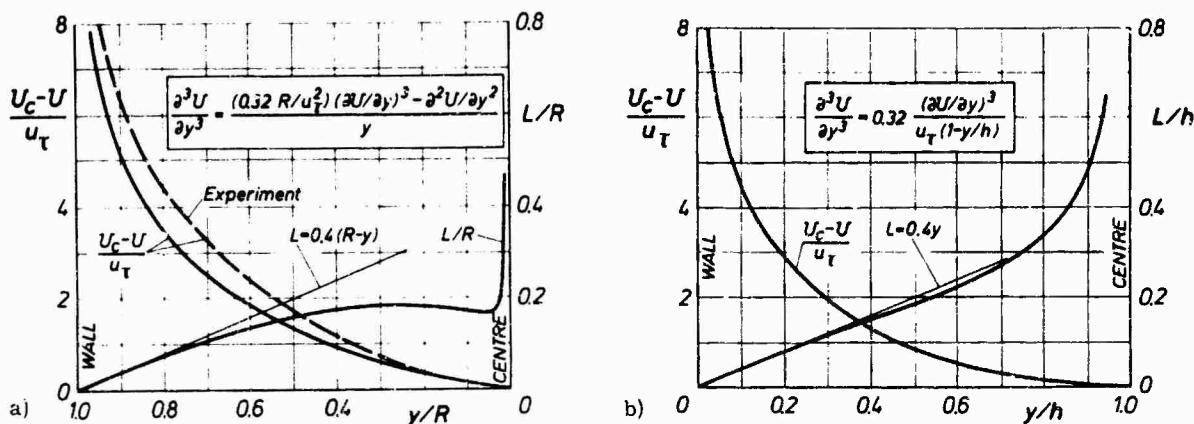 8
0.8
U_C-U
u_τ
∂³U/∂y³ = (0.32 R/u_τ²)(∂U/∂y)³ - ∂²U/∂y² / y
L/R
6
4
0.4
Experiment
L=0.4(R-y)
L/R
U_C-U
u_τ
2
0.2
WALL
CENTRE
0
0
a)
1.0
0.8
0.6
0,4
y/R
0
8
0.8
U_C-U
u_τ
∂³U/∂y³ = 0.32 (∂U/∂y)³ / u_τ(1-y/h)
L/h
6
4
0.4
WALL
U_C-U
u_τ
L=0.4y
CENTRE
2
0.2
0
0
b)
0
0.2
0.4
0.6
y/h
1.0